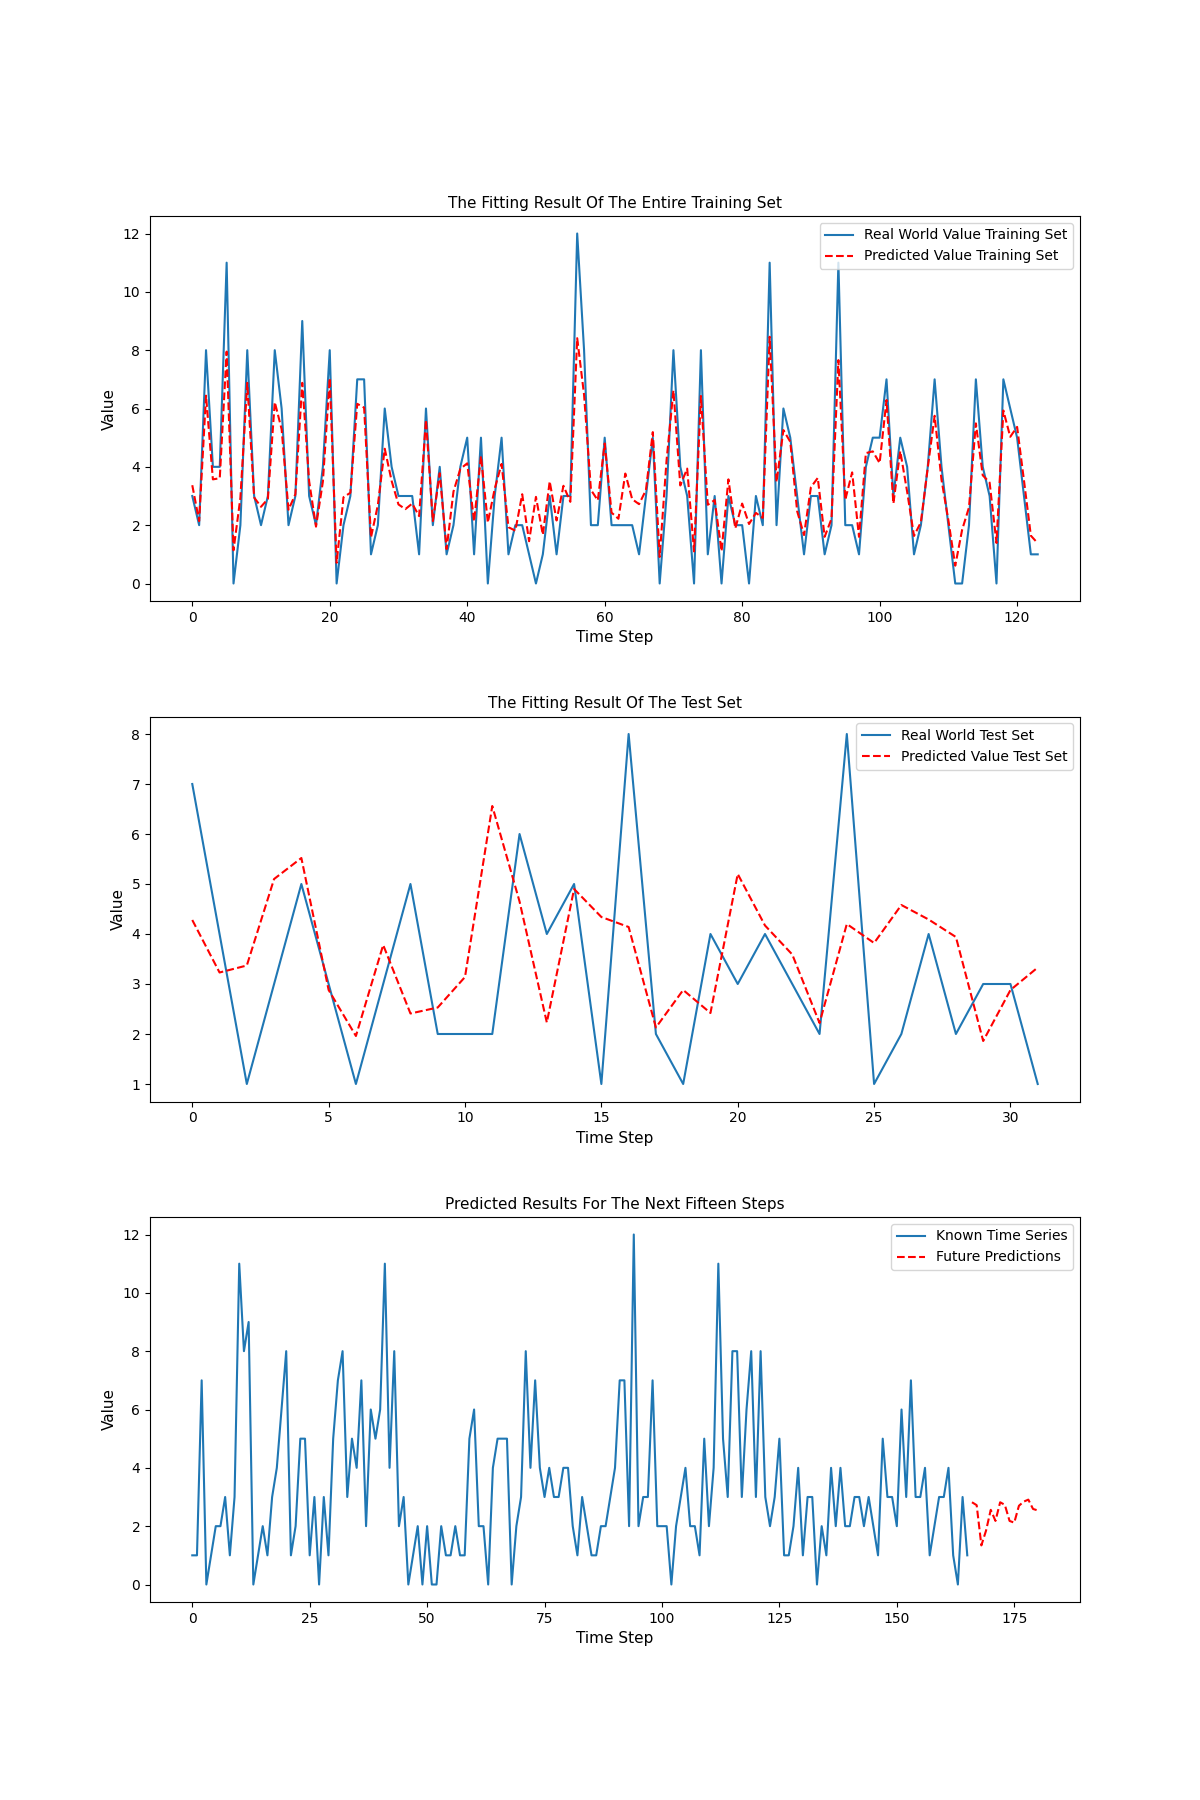 The Fitting Result Of The Entire Training Set
Real World Value Training Set
Predicted Value Training Set
12
10
8
6
4
2
0
Value
0 20 40 60 80 100 120
Time Step
The Fitting Result Of The Test Set
Real World Test Set
Predicted Value Test Set
8
7
6
5
4
3
2
1
Value
0 5 10 15 20 25 30
Time Step
Predicted Results For The Next Fifteen Steps
Known Time Series
Future Predictions
12
10
8
6
4
2
0
Value
0 25 50 75 100 125 150 175
Time Step